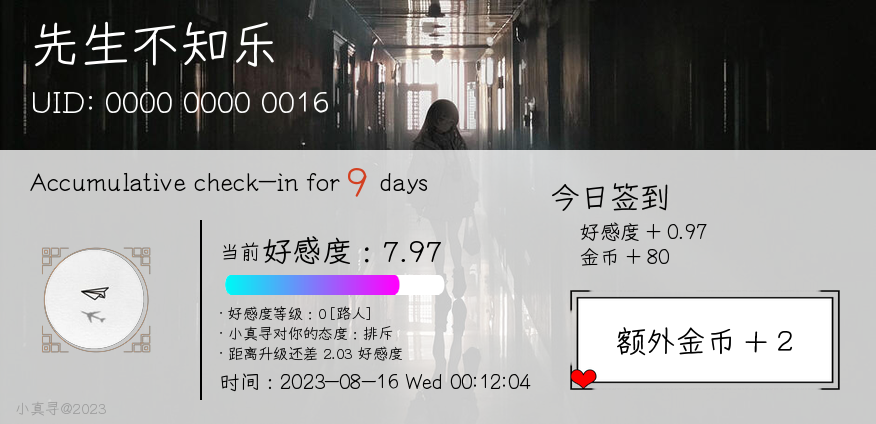 先生不知乐
UID: 0000 0000 0016
Accumulative check-in for 9 days
当前好感度：7.97
·好感度等级：0[路人]
·小真寻对你的态度：排斥
·距离升级还差 2.03 好感度
时间：2023-08-16 Wed 00:12:04
今日签到
好感度 + 0.97
金币 + 80
额外金币 + 2
小真寻@2023